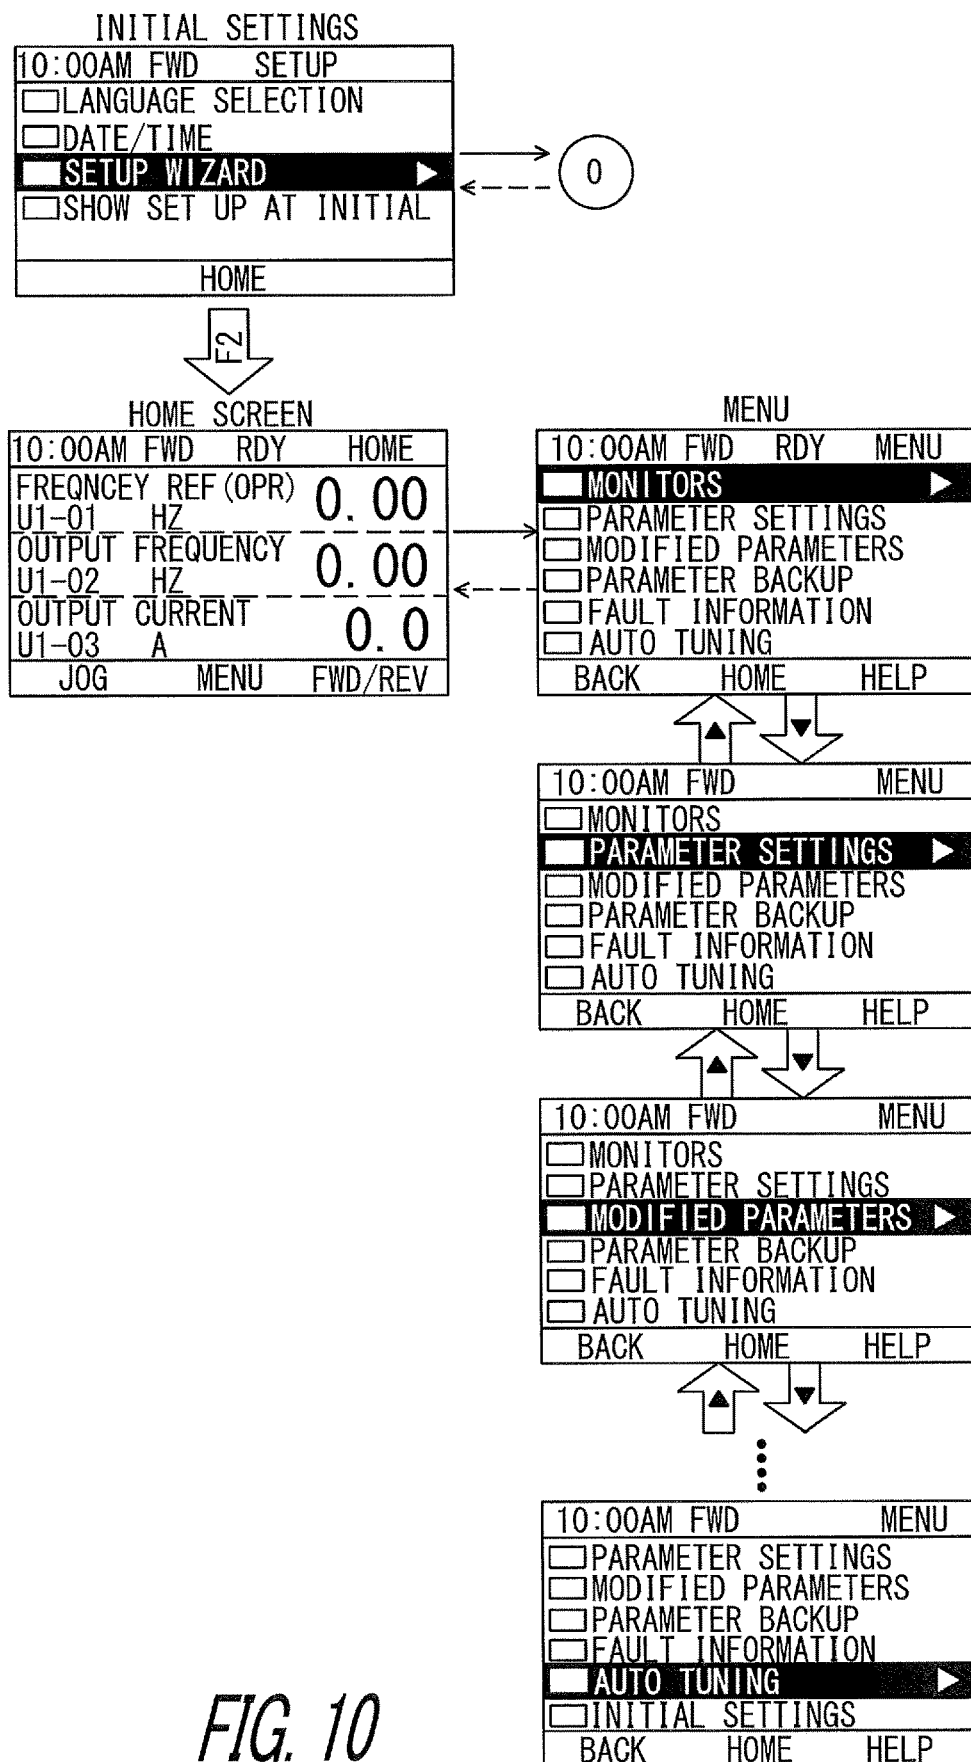 INITIAL SETTINGS
10:00AM FWD SETUP
LANGUAGE SELECTION
DATE/TIME
SETUP WIZARD
SHOW SET UP AT INITIAL
HOME
0
F2
HOME SCREEN
10:00AM FWD RDY HOME
FREQNCEY REF(OPR) 0.00
U1-01 HZ
OUTPUT FREQUENCY 0.00
U1-02 HZ
OUTPUT CURRENT 0.0
U1-03 A
JOG MENU FWD/REV
MENU
10:00AM FWD RDY MENU
MONITORS
PARAMETER SETTINGS
MODIFIED PARAMETERS
PARAMETER BACKUP
FAULT INFORMATION
AUTO TUNING
BACK HOME HELP
10:00AM FWD MENU
MONITORS
PARAMETER SETTINGS
MODIFIED PARAMETERS
PARAMETER BACKUP
FAULT INFORMATION
AUTO TUNING
BACK HOME HELP
10:00AM FWD MENU
MONITORS
PARAMETER SETTINGS
MODIFIED PARAMETERS
PARAMETER BACKUP
FAULT INFORMATION
AUTO TUNING
BACK HOME HELP
10:00AM FWD MENU
PARAMETER SETTINGS
MODIFIED PARAMETERS
PARAMETER BACKUP
FAULT INFORMATION
AUTO TUNING
INITIAL SETTINGS
BACK HOME HELP
FIG. 10